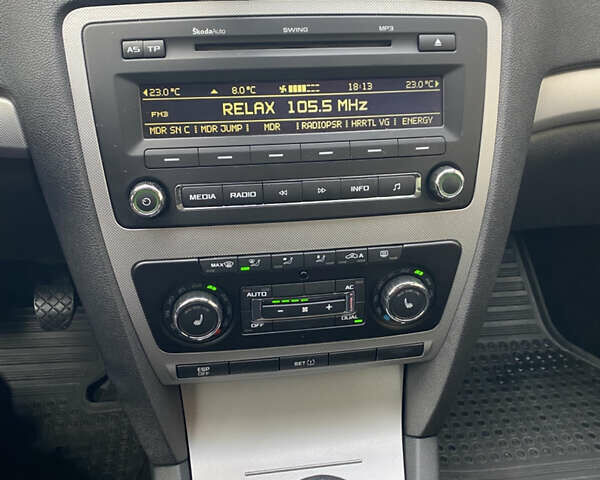 ŠkodaAuto SWING MP3
AS TP
23.0°C 8.0°C 18:13 23.0°C
FM3 RELAX 105.5 MHz
MDR SN C | MDR JUMP | MDR | RADIOPSR | HRRTL VG | ENERGY
MEDIA RADIO INFO
MAX A
AUTO AC
OFF DUAL
ESP OFF SET